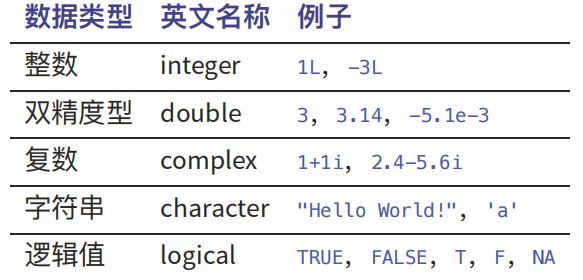 数据类型 英文名称 例子
整数 integer 1L, -3L
双精度型 double 3, 3.14, -5.1e-3
复数 complex 1+1i, 2.4-5.6i
字符串 character "Hello World!", 'a'
逻辑值 logical TRUE, FALSE, T, F, NA